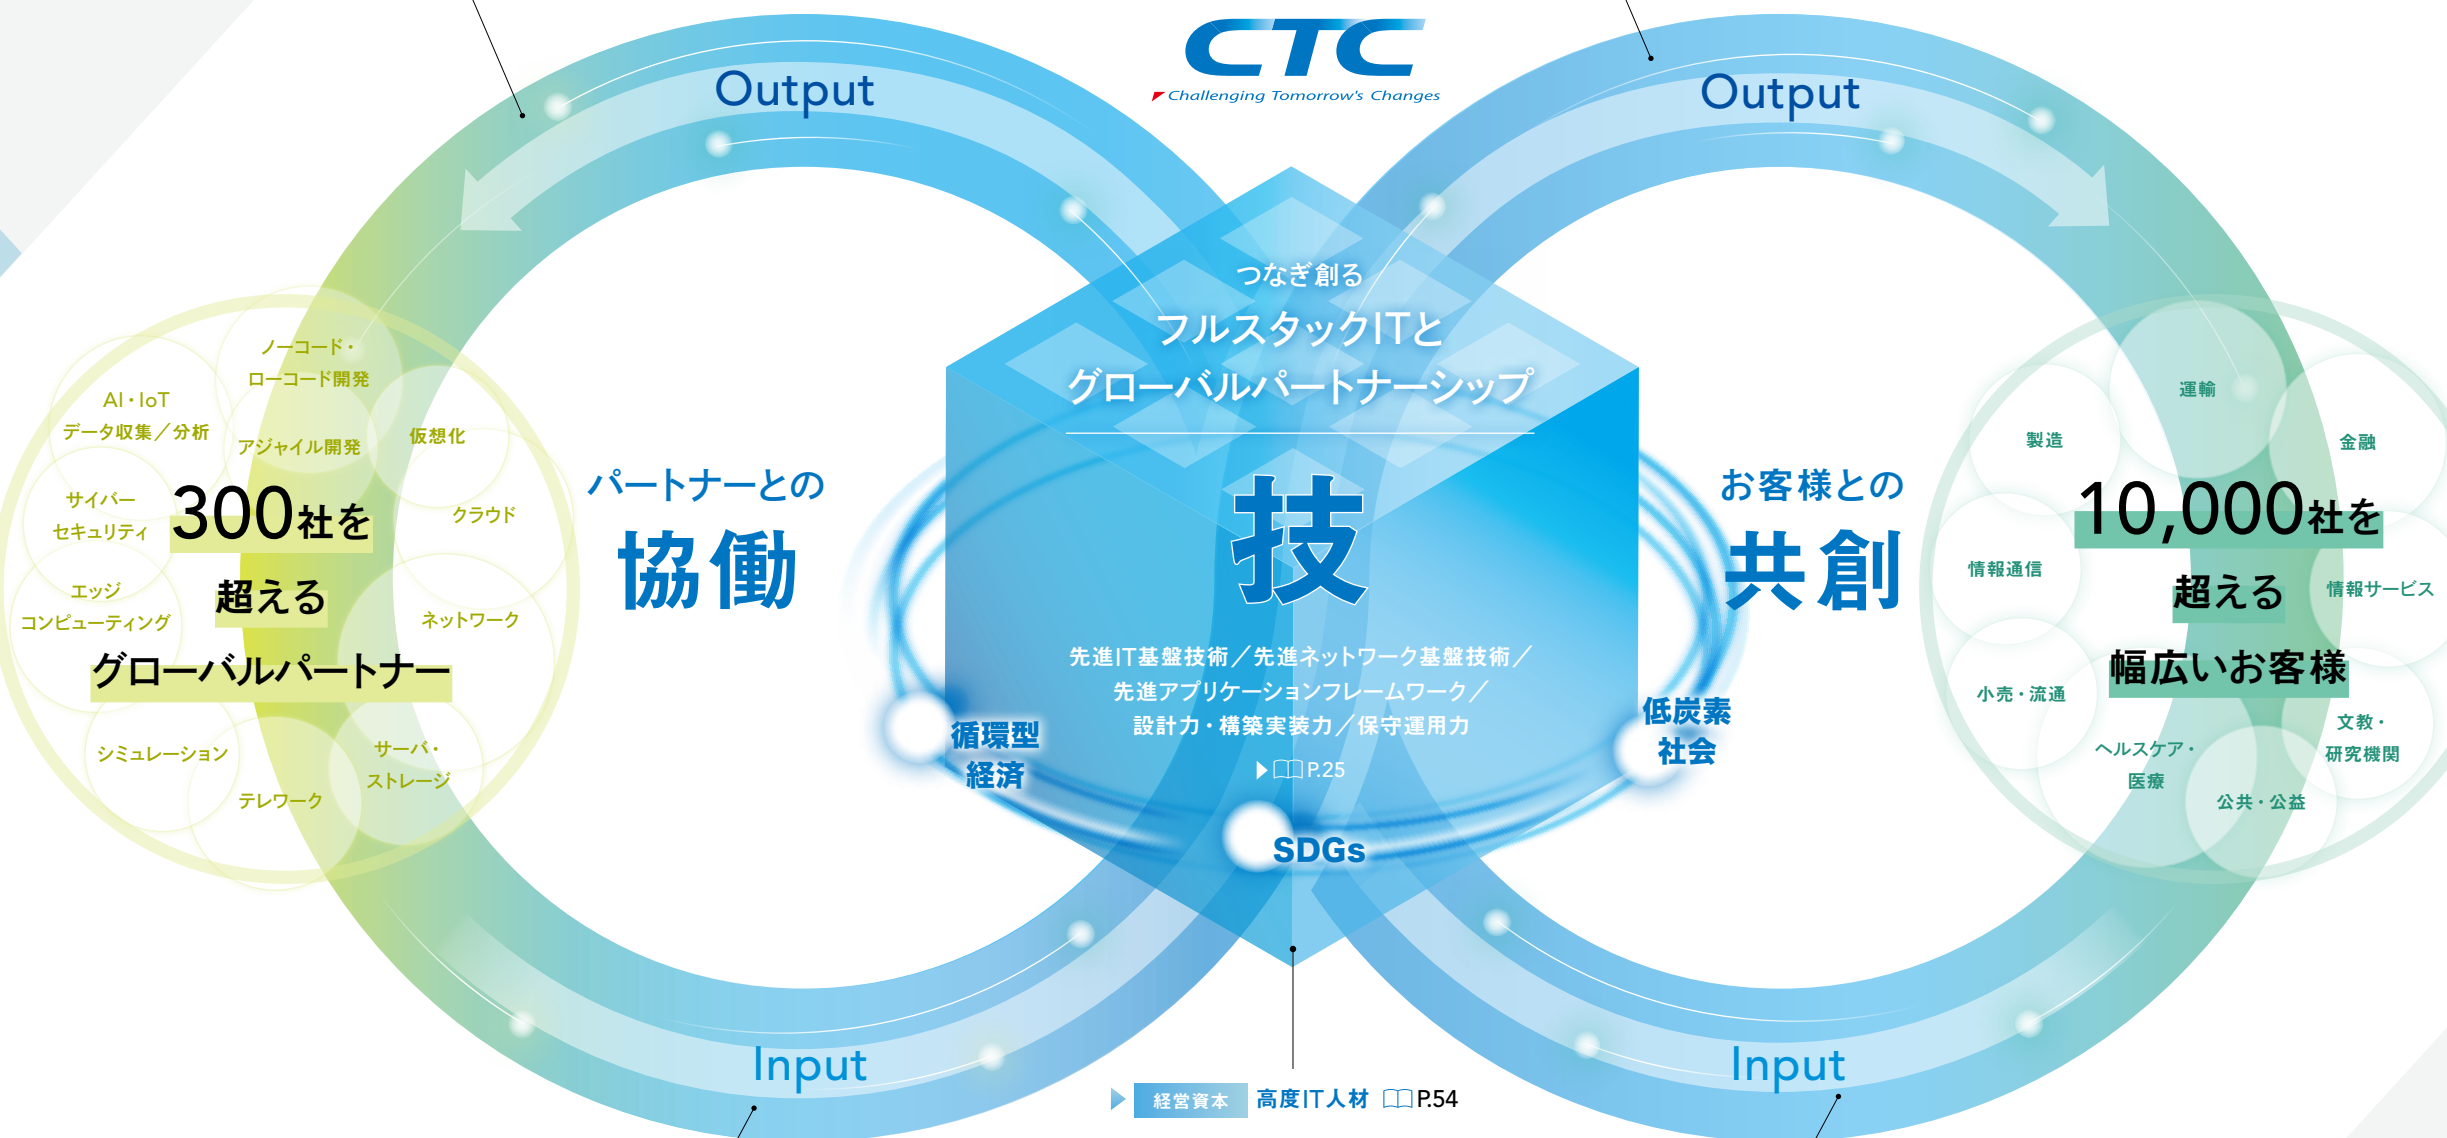 CTC
Challenging Tomorrow's Changes
Output
Output
つなぎ創る
フルスタックITと
グローバルパートナーシップ
技
先進IT基盤技術／先進ネットワーク基盤技術／
先進アプリケーションフレームワーク／
設計力・構築実装力／保守運用力
P.25
パートナーとの
協働
お客様との
共創
ノーコード・
ローコード開発
AI・IoT
データ収集／分析
アジャイル開発
仮想化
サイバー
セキュリティ
クラウド
300社を
超える
グローバルパートナー
エッジ
コンピューティング
ネットワーク
シミュレーション
サーバ・
ストレージ
テレワーク
運輸
製造
金融
10,000社を
超える
幅広いお客様
情報通信
情報サービス
小売・流通
文教・
研究機関
ヘルスケア・
医療
公共・公益
循環型
経済
SDGs
低炭素
社会
Input
Input
経営資本 高度IT人材 P.54